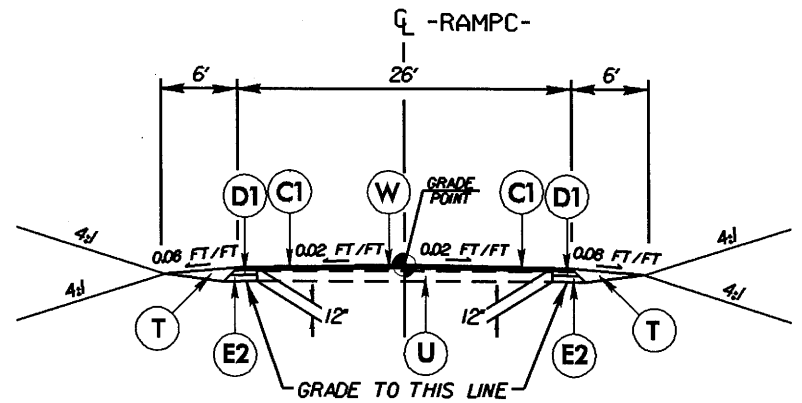 ℄ -RAMPC-
6' 26' 6'
D1 C1 W GRADE POINT C1 D1
4:1 0.08 FT/FT 0.02 FT/FT 0.02 FT/FT 0.08 FT/FT 4:1
4:1 4:1
T 12" 12" T
E2 U E2
GRADE TO THIS LINE